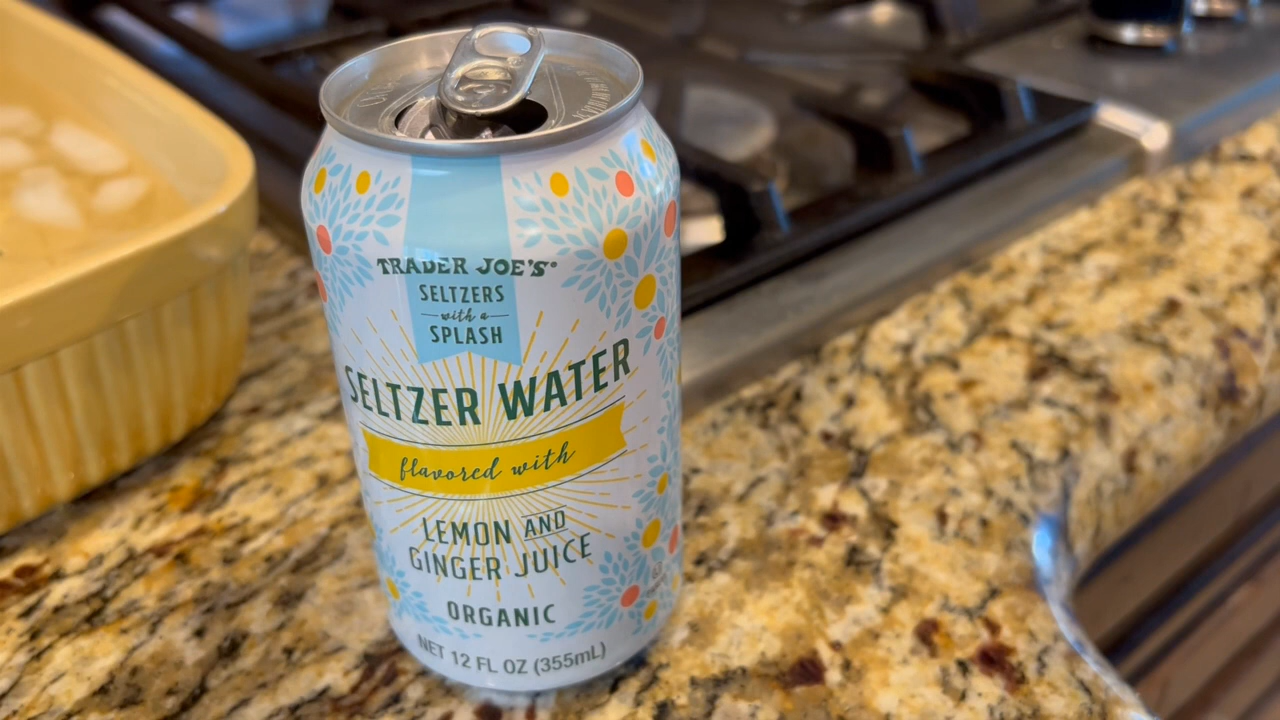 TRADER JOE'S®
SELTZERS
with a
SPLASH
SELTZER WATER
flavored with
LEMON AND
GINGER JUICE
ORGANIC
NET 12 FL OZ (355mL)